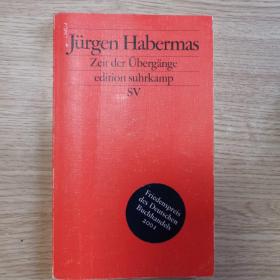 Jürgen Habermas
Zeit der Übergänge
edition suhrkamp
SV
Friedenspreis
des Deutschen
Buchhandels
2001